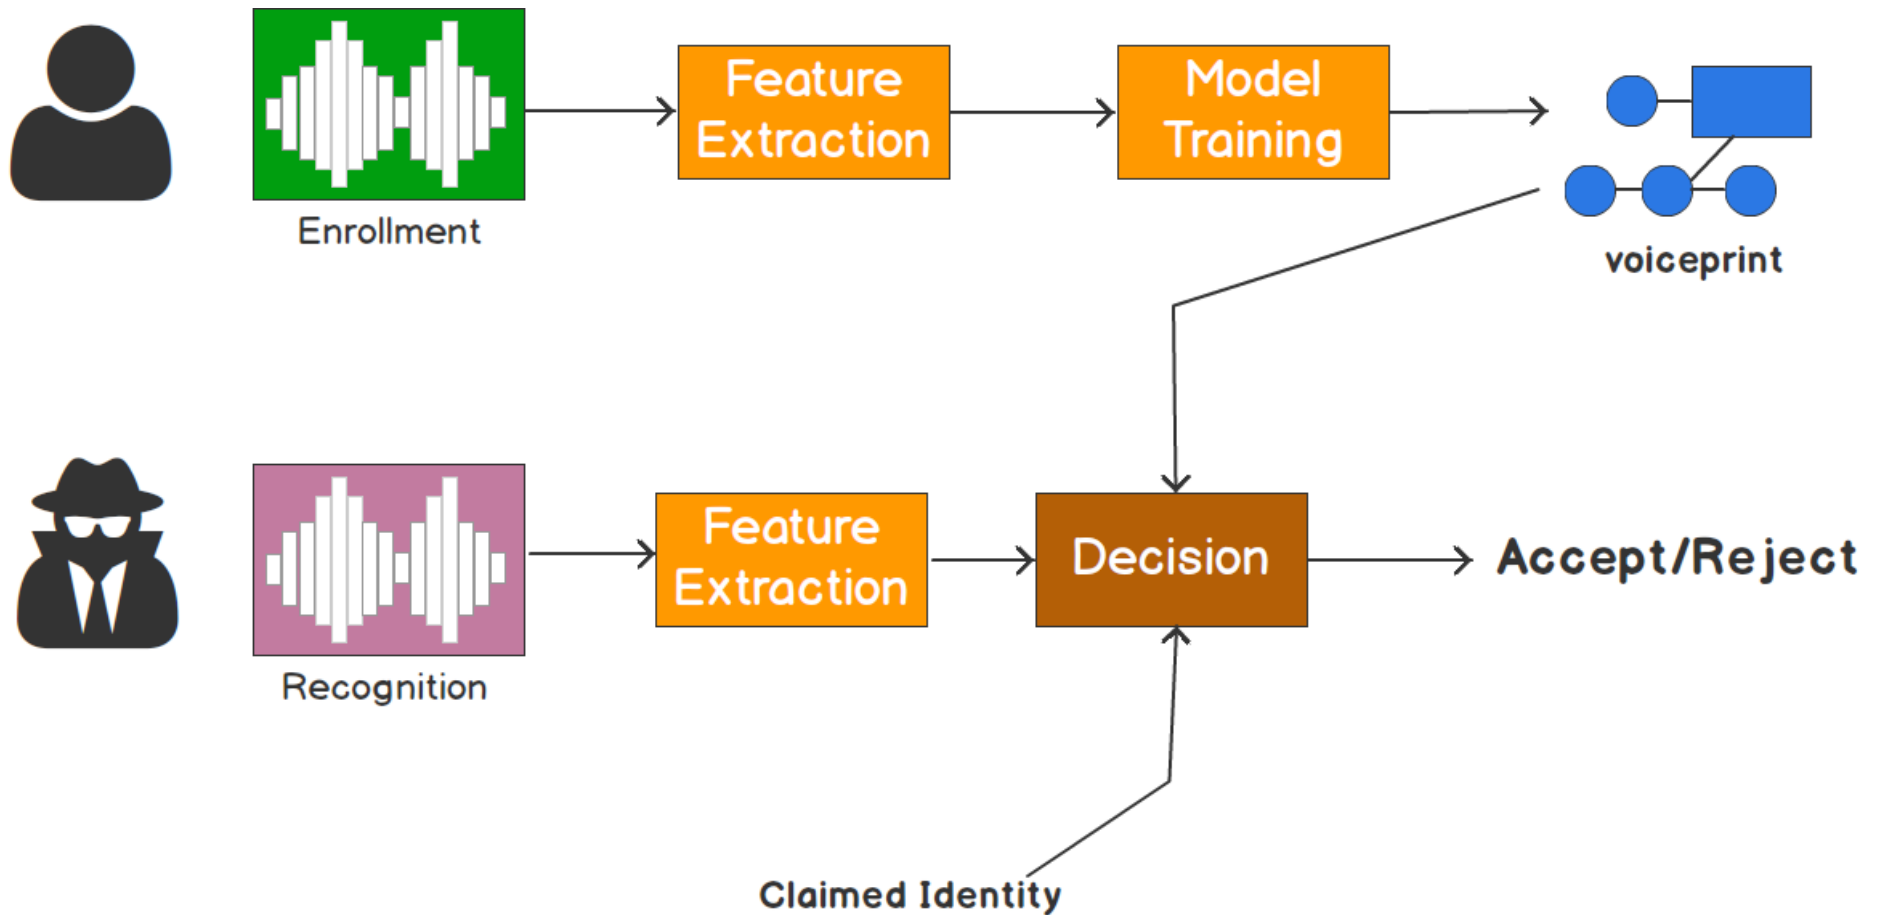 Feature
Extraction
Model
Training
Enrollment
voiceprint
Feature
Extraction
Decision
Accept/Reject
Recognition
Claimed Identity